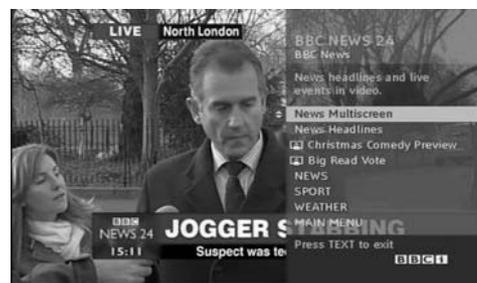 LIVE North London
BBC NEWS 24
BBC News
News headlines and live
events in video.
News Multiscreen
News Headlines
Christmas Comedy Preview
Big Read Vote
NEWS
SPORT
WEATHER
MAIN MENU
Press TEXT to exit
BBC 1
BBC
NEWS 24
15:11
JOGGER STABBING
Suspect was